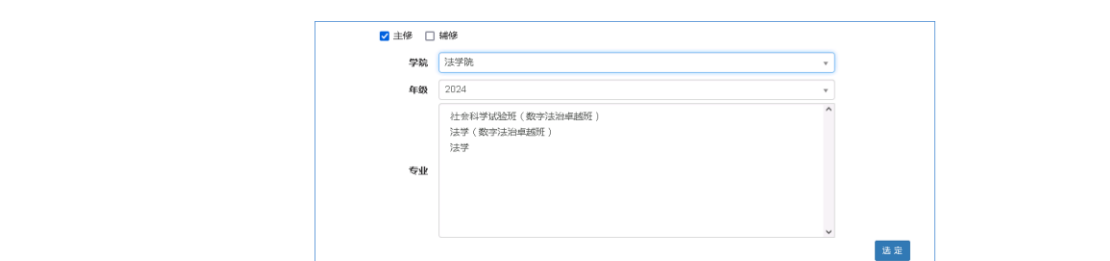 主修 辅修
学院 法学院
年级 2024
社会科学试验班（数字法治卓越班）
法学（数字法治卓越班）
法学
专业
选定